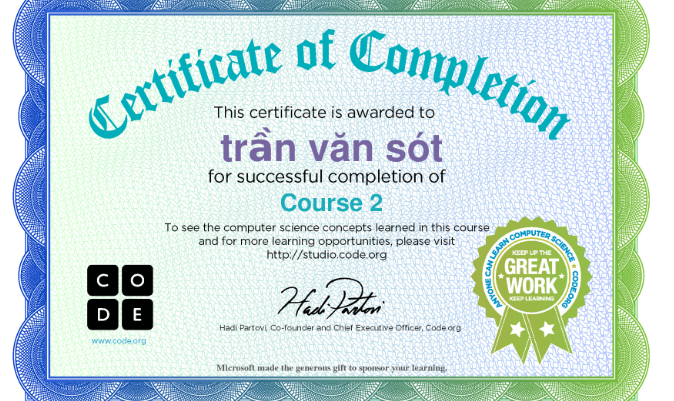 Certificate of Completion
This certificate is awarded to
trần văn sót
for successful completion of
Course 2
To see the computer science concepts learned in this course
and for more learning opportunities, please visit
http://studio.code.org
C O
D E
www.code.org
Hadi Partovi
Hadi Partovi, Co-founder and Chief Executive Officer, Code.org
ANYONE CAN LEARN COMPUTER SCIENCE • CODE.ORG
KEEP UP THE
GREAT
WORK
KEEP LEARNING
Microsoft made the generous gift to sponsor your learning.